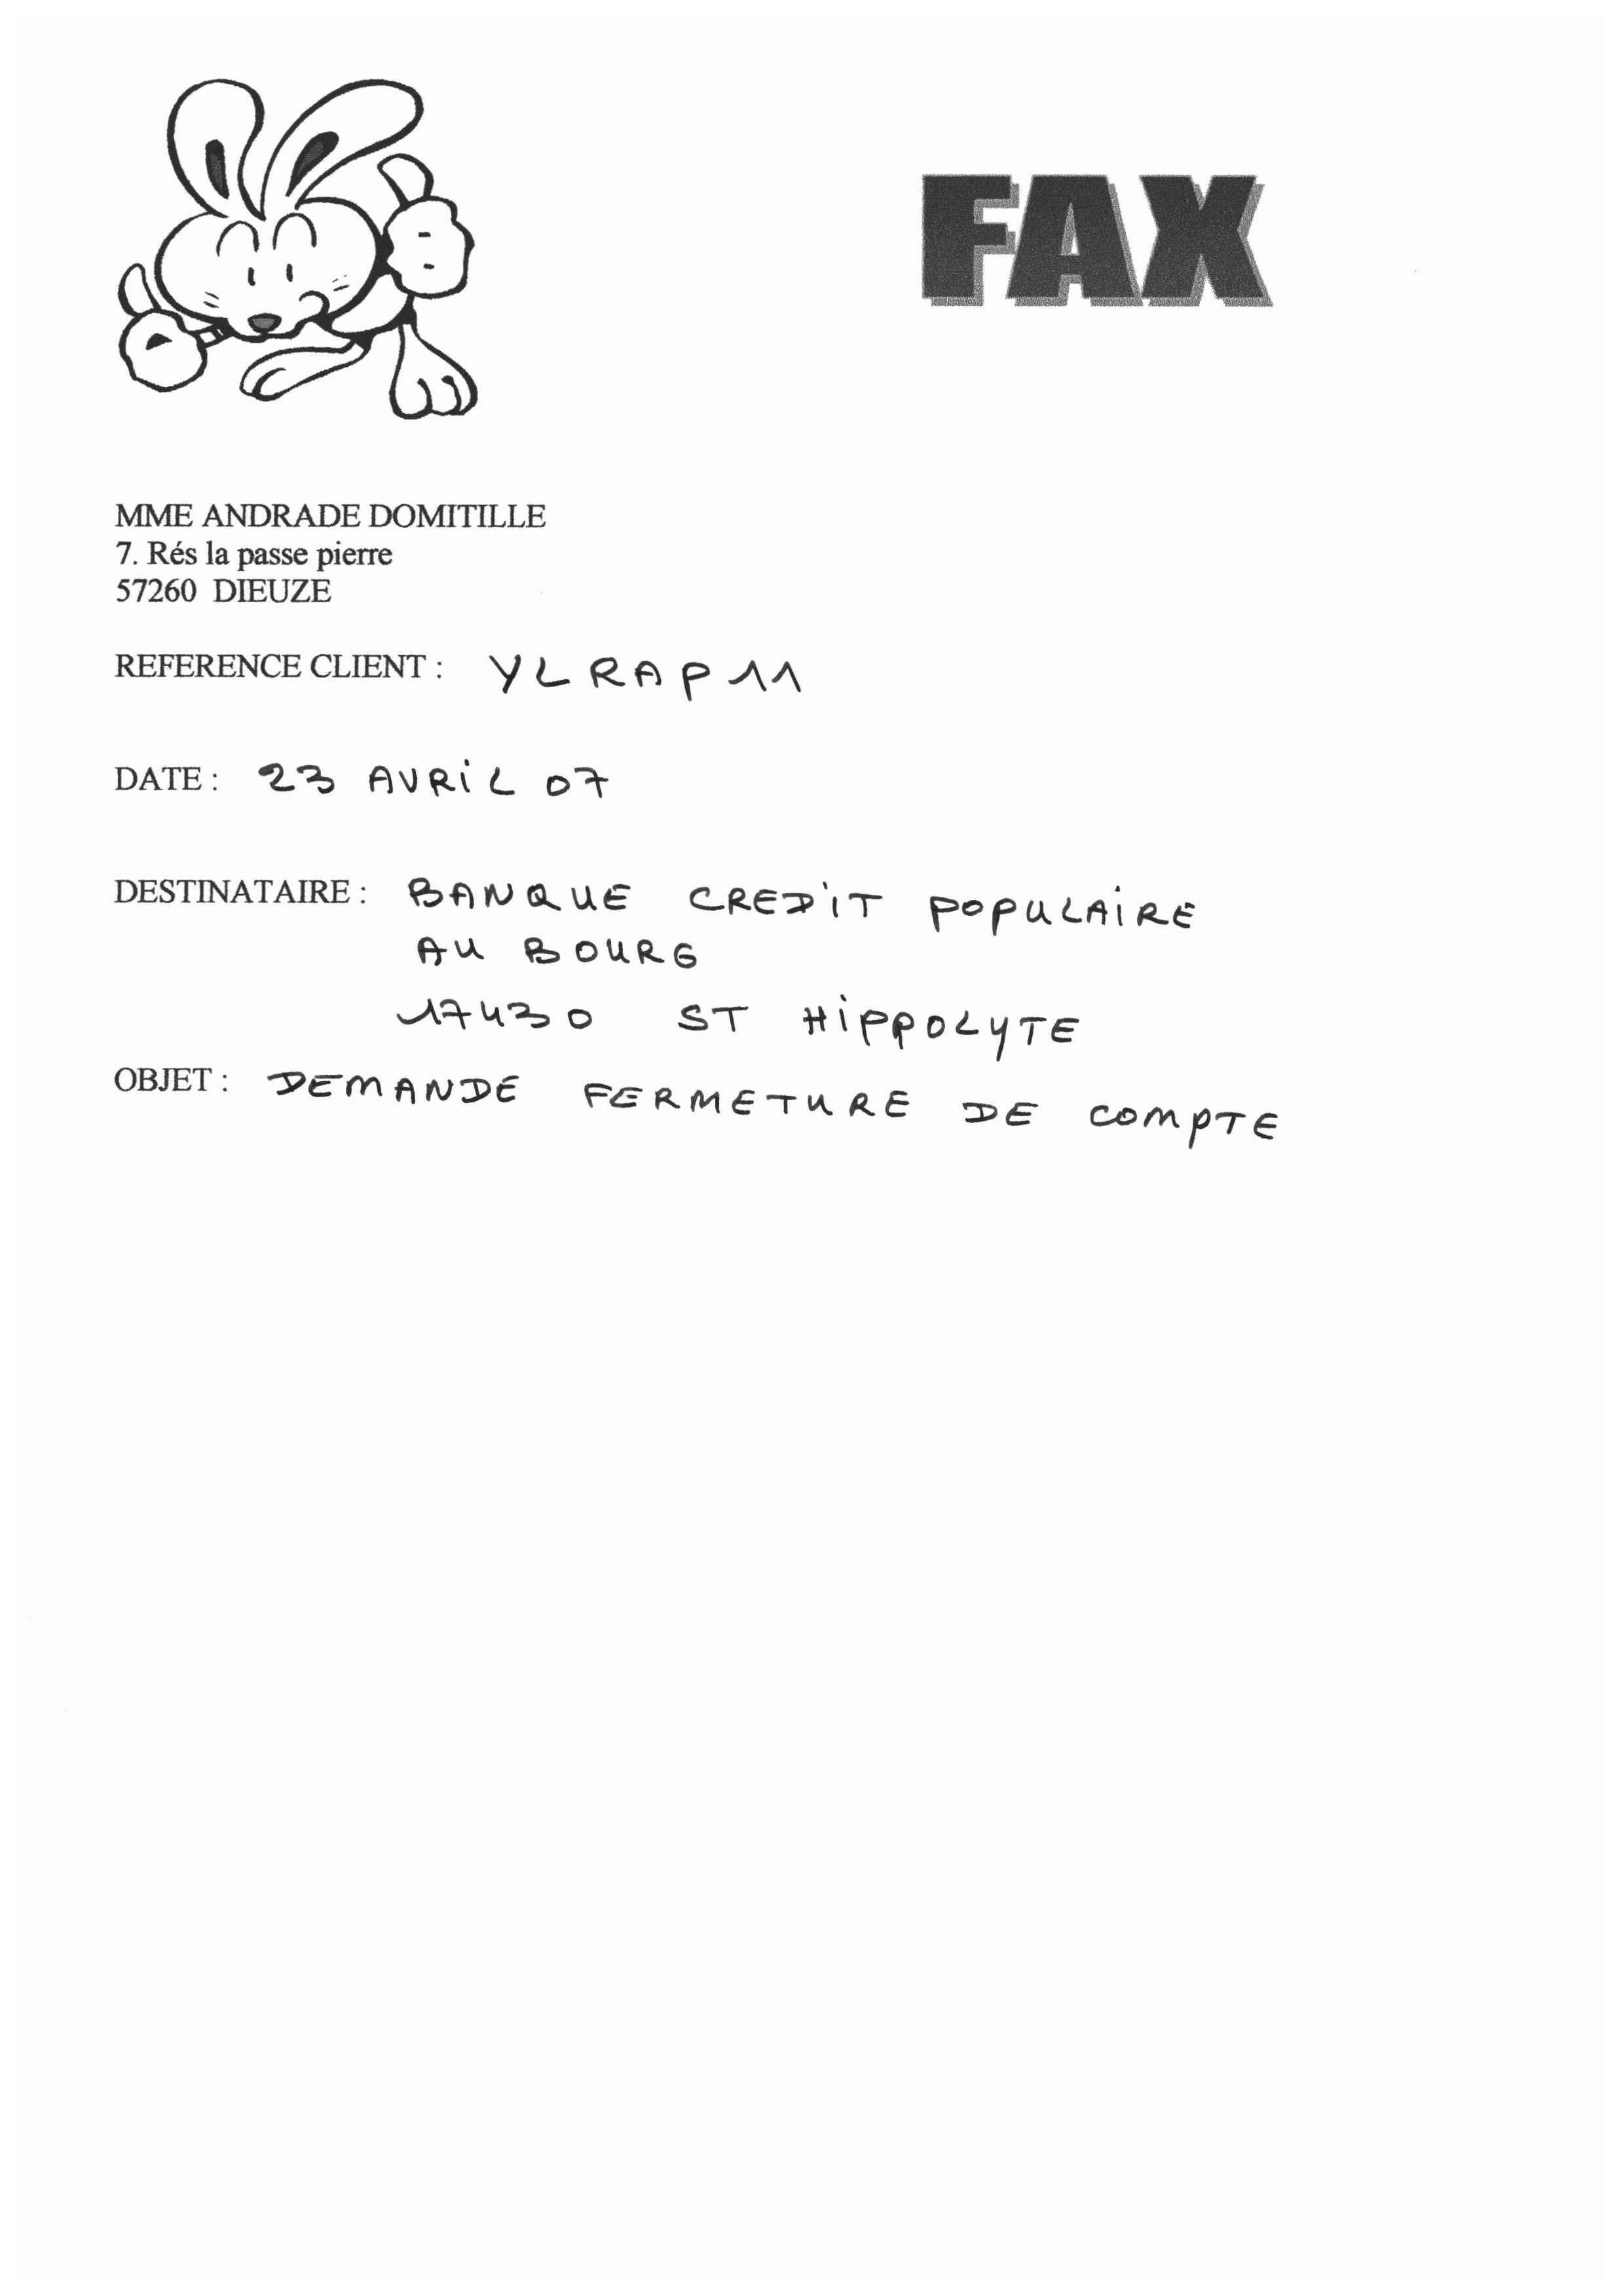 FAX
MME ANDRADE DOMITILLE
7. Rés la passe pierre
57260 DIEUZE
REFERENCE CLIENT : YLRAP11
DATE : 23 AVRiL 07
DESTINATAIRE : BANQUE CREDiT POPULAiRE
AU BOURG
17430 ST HiPPOLYTE
OBJET : DEMANDE FERMETURE DE COMPTE